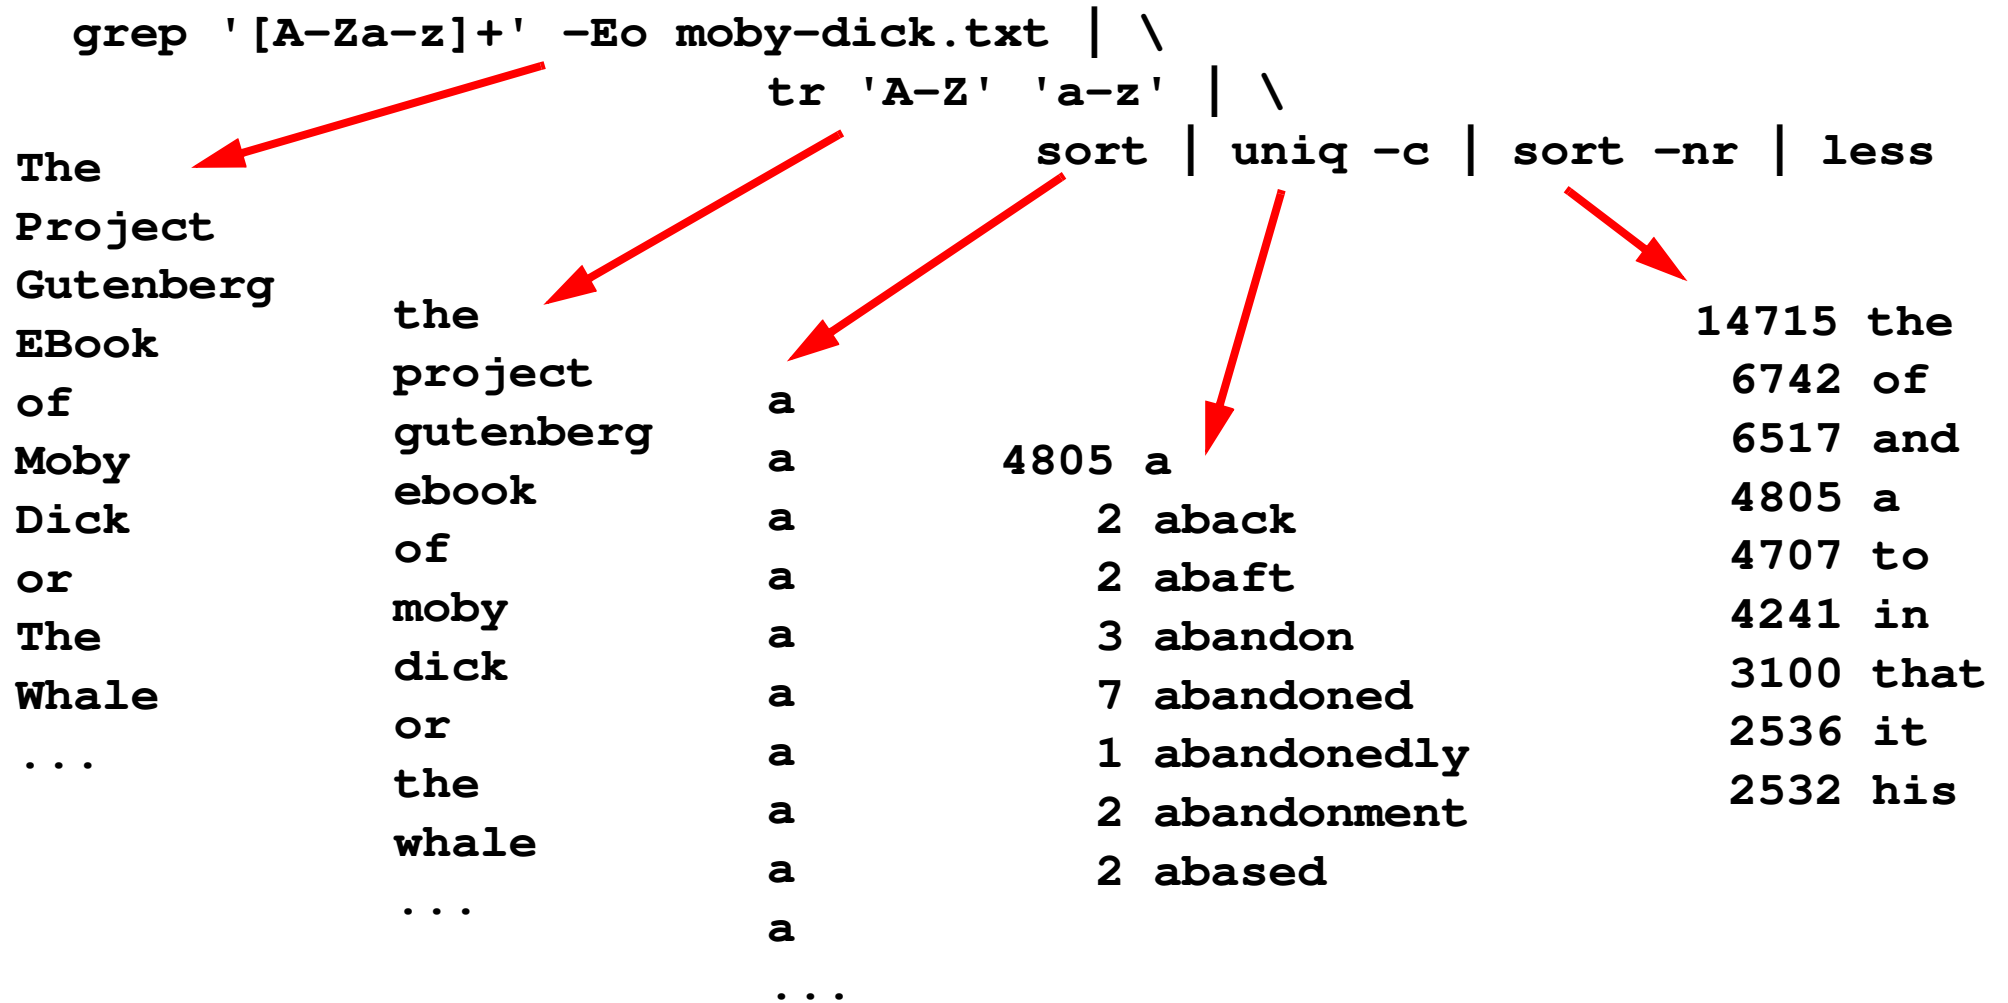 grep '[A-Za-z]+' -Eo moby-dick.txt | \
tr 'A-Z' 'a-z' | \
sort | uniq -c | sort -nr | less
The
Project
Gutenberg
EBook
of
Moby
Dick
or
The
Whale
...
the
project
gutenberg
ebook
of
moby
dick
or
the
whale
...
a
a
a
a
a
a
a
a
a
a
...
4805 a
2 aback
2 abaft
3 abandon
7 abandoned
1 abandonedly
2 abandonment
2 abased
14715 the
6742 of
6517 and
4805 a
4707 to
4241 in
3100 that
2536 it
2532 his